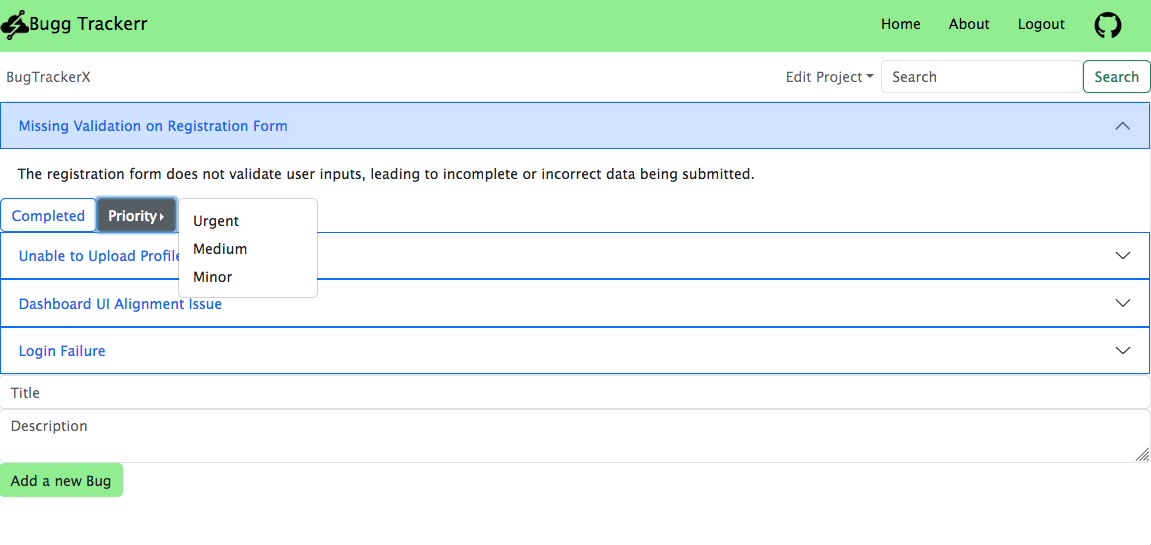 Bugg Trackerr
Home About Logout
BugTrackerX
Edit Project Search Search
Missing Validation on Registration Form
The registration form does not validate user inputs, leading to incomplete or incorrect data being submitted.
Completed Priority
Urgent
Medium
Minor
Unable to Upload Profile
Dashboard UI Alignment Issue
Login Failure
Title
Description
Add a new Bug